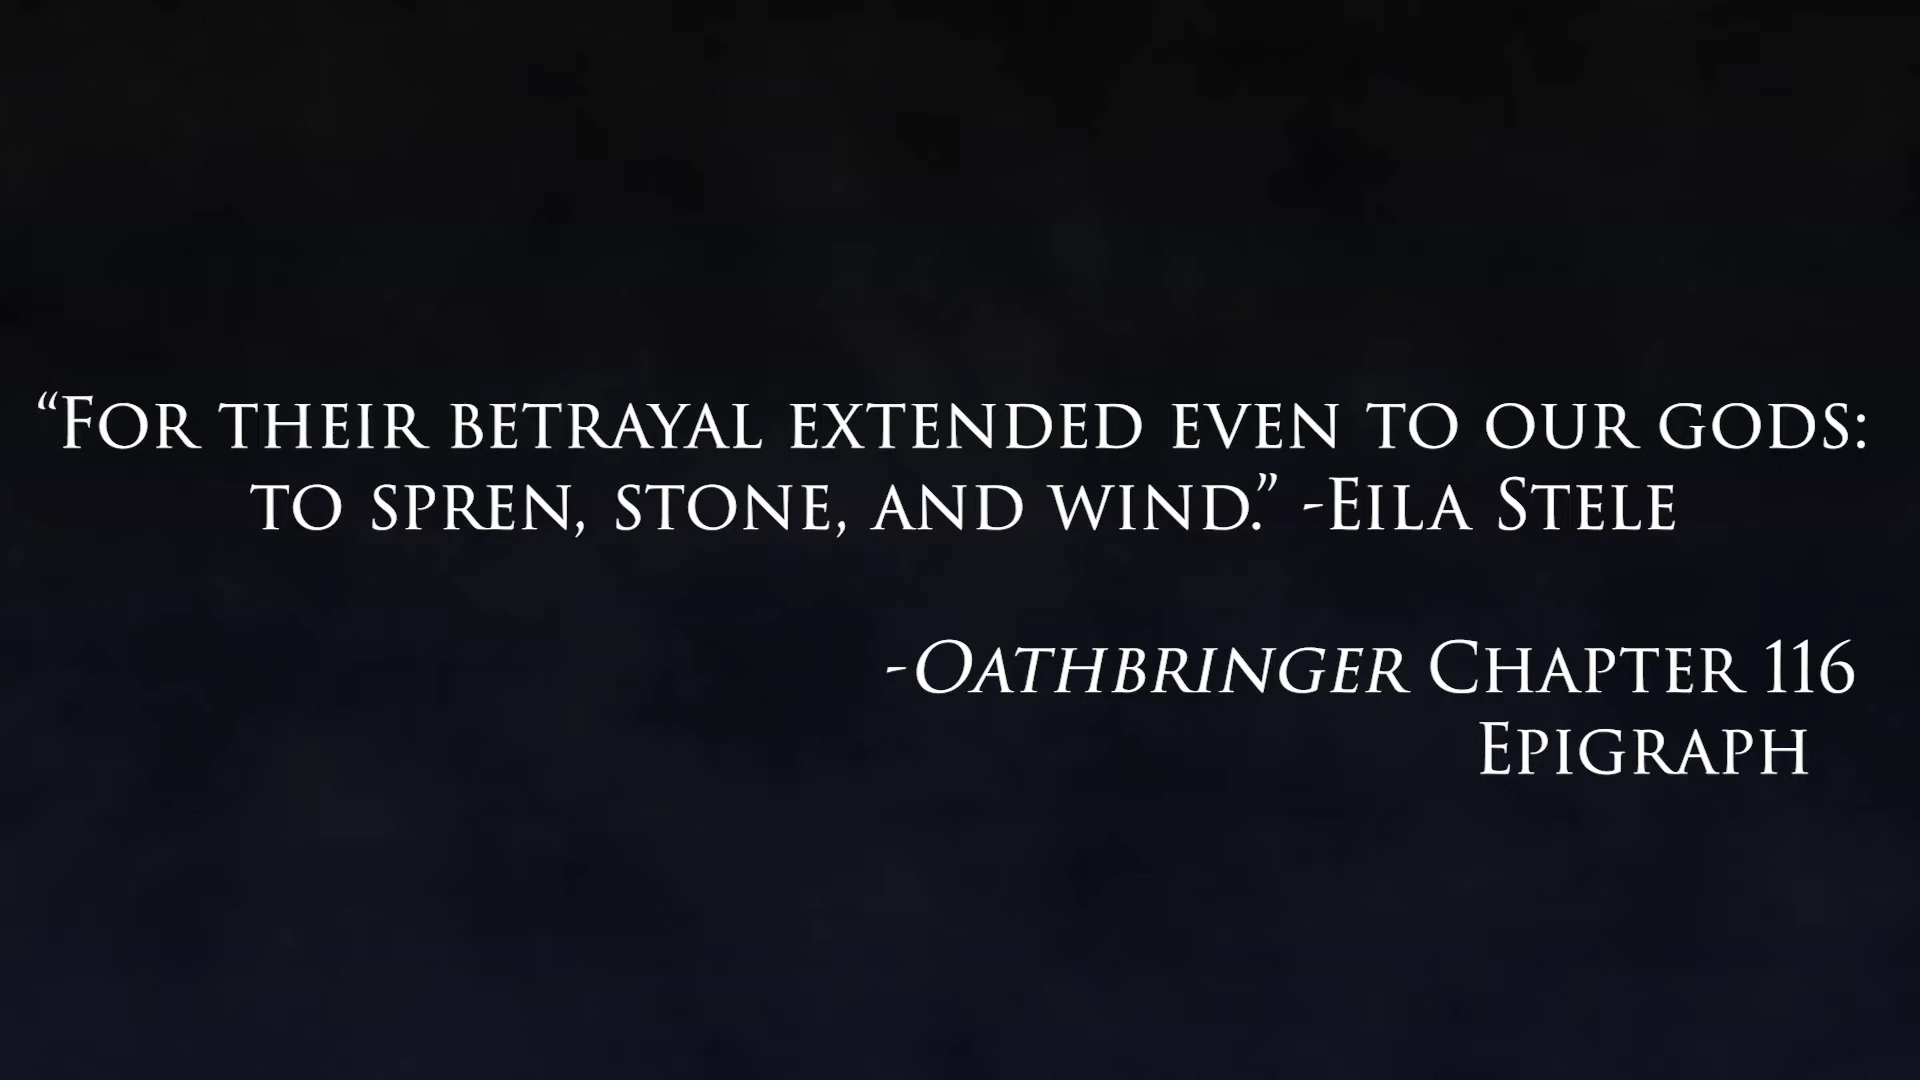 “For their betrayal extended even to our gods:
to spren, stone, and wind.” -Eila Stele
-Oathbringer Chapter 116
Epigraph